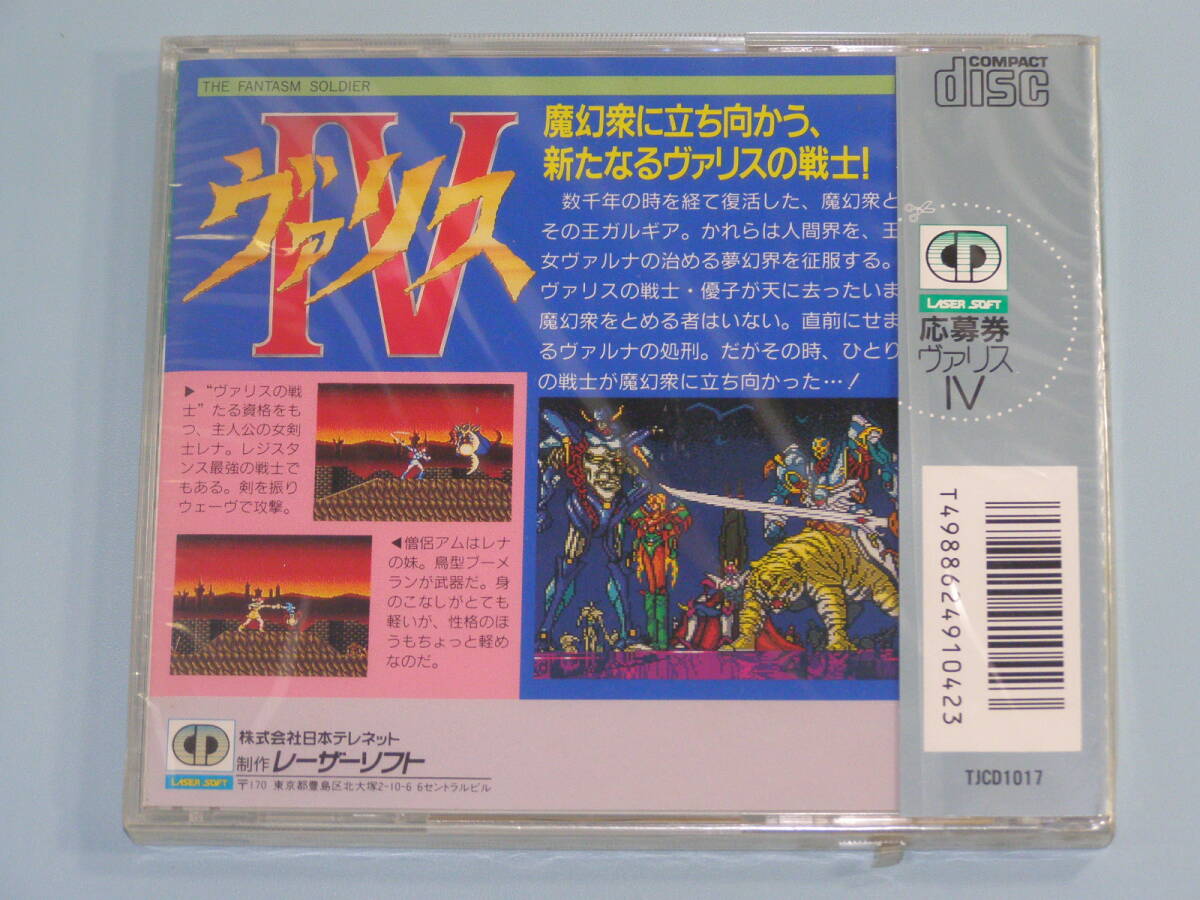 THE FANTASM SOLDIER
ヴァリス
IV
魔幻衆に立ち向かう、
新たなるヴァリスの戦士!
数千年の時を経て復活した、魔幻衆と
その王ガルギア。かれらは人間界を、王
女ヴァルナの治める夢幻界を征服する。
ヴァリスの戦士・優子が天に去ったいま
魔幻衆をとめる者はいない。直前にせま
るヴァルナの処刑。だがその時、ひとり
の戦士が魔幻衆に立ち向かった…!
▶“ヴァリスの戦
士”たる資格をも
つ、主人公の女剣
士レナ。レジスタ
ンス最強の戦士で
もある。剣を振り
ウェーヴで攻撃。
◀僧侶アムはレナ
の妹。鳥型ブーメ
ランが武器だ。身
のこなしがとても
軽いが、性格のほ
うもちょっと軽め
なのだ。
LASER SOFT
株式会社日本テレネット
制作 レーザーソフト
〒170 東京都豊島区北大塚2-10-6 6セントラルビル
COMPACT
disc
LASER SOFT
応募券
ヴァリス
IV
T4988624910423
TJCD1017